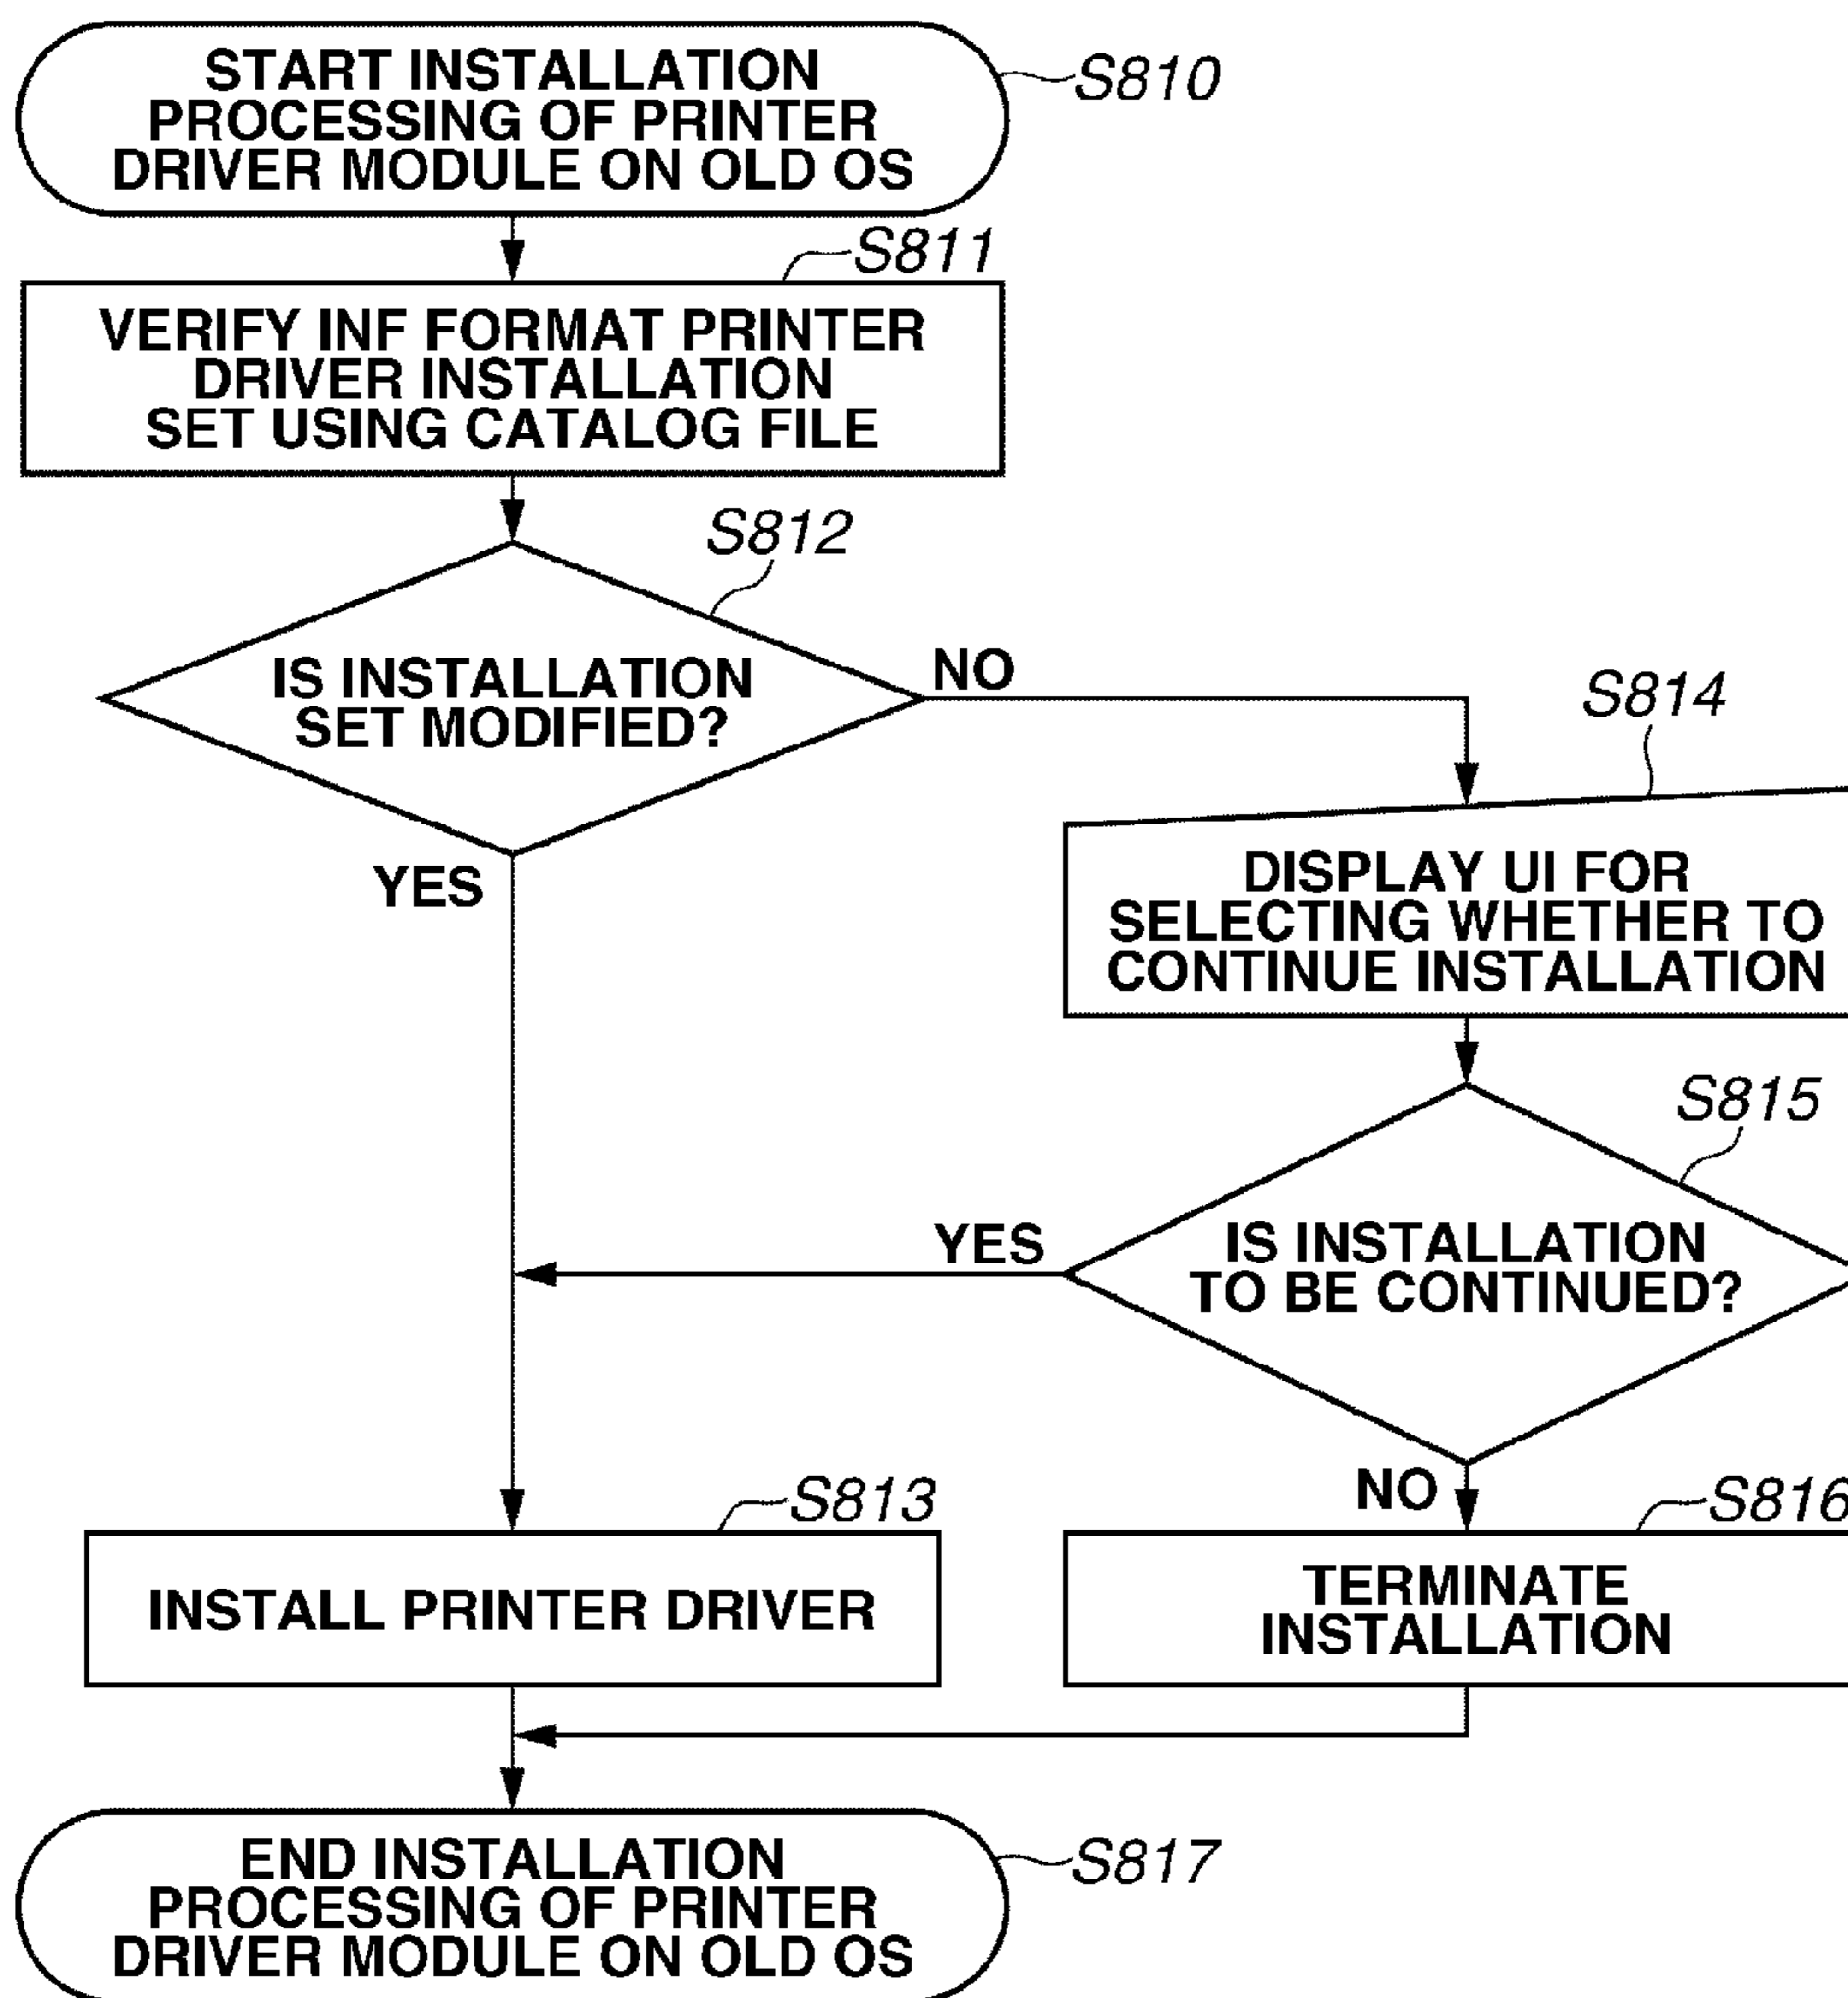 START INSTALLATION
PROCESSING OF PRINTER
DRIVER MODULE ON OLD OS
S810
S811
VERIFY INF FORMAT PRINTER
DRIVER INSTALLATION
SET USING CATALOG FILE
S812
IS INSTALLATION
SET MODIFIED?
NO
YES
S814
DISPLAY UI FOR
SELECTING WHETHER TO
CONTINUE INSTALLATION
S815
IS INSTALLATION
TO BE CONTINUED?
YES
NO
S813
INSTALL PRINTER DRIVER
S816
TERMINATE
INSTALLATION
END INSTALLATION
PROCESSING OF PRINTER
DRIVER MODULE ON OLD OS
S817